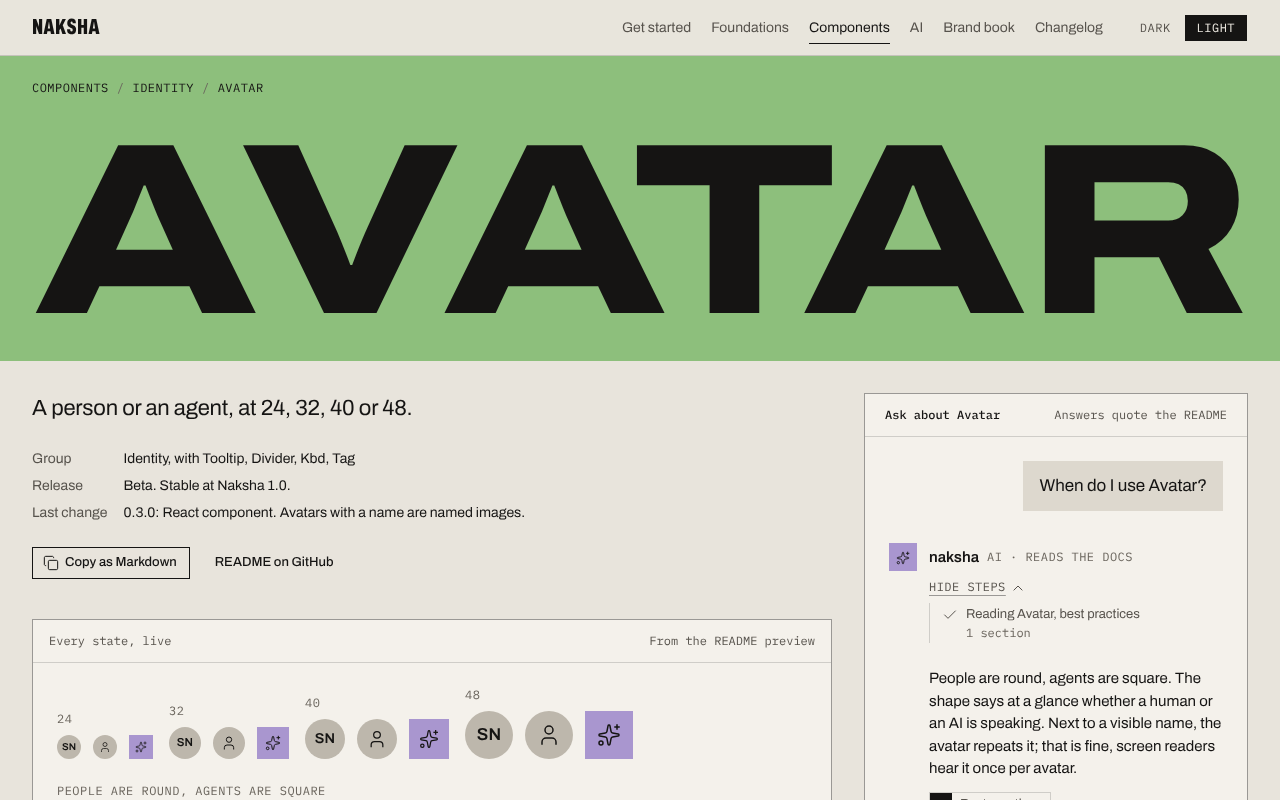 NAKSHA
Get started
Foundations
Components
AI
Brand book
Changelog
DARK
LIGHT
COMPONENTS / IDENTITY / AVATAR
AVATAR
A person or an agent, at 24, 32, 40 or 48.
Group Identity, with Tooltip, Divider, Kbd, Tag
Release Beta. Stable at Naksha 1.0.
Last change 0.3.0: React component. Avatars with a name are named images.
Copy as Markdown
README on GitHub
Every state, live
From the README preview
24
SN
32
SN
40
SN
48
SN
PEOPLE ARE ROUND, AGENTS ARE SQUARE
Ask about Avatar
Answers quote the README
When do I use Avatar?
naksha AI · READS THE DOCS
HIDE STEPS
Reading Avatar, best practices
1 section
People are round, agents are square. The
shape says at a glance whether a human or
an AI is speaking. Next to a visible name, the
avatar repeats it; that is fine, screen readers
hear it once per avatar.